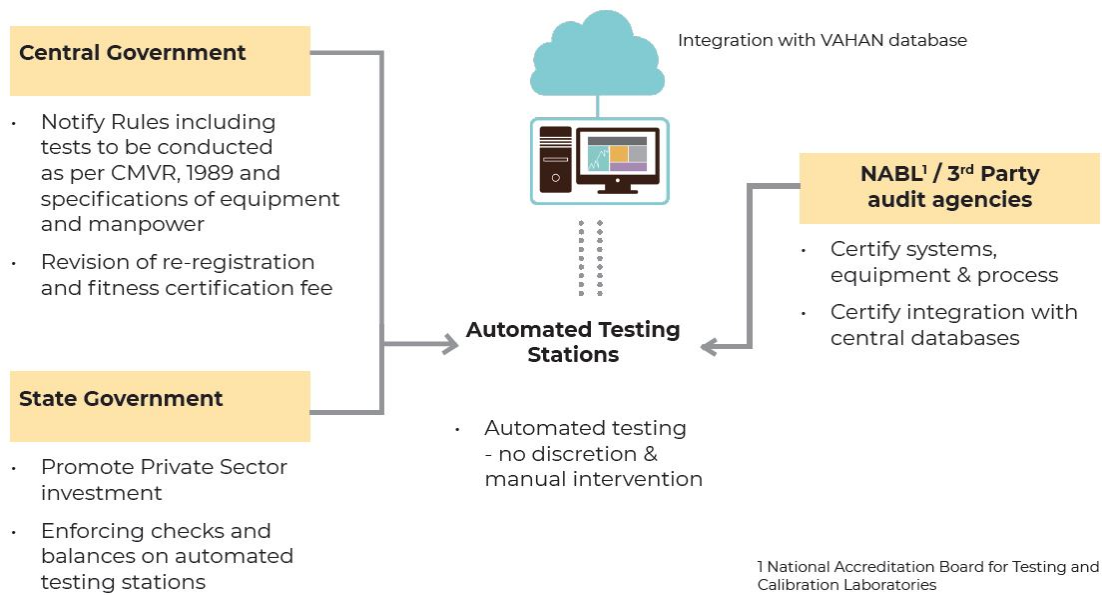 Central Government
• Notify Rules including
tests to be conducted
as per CMVR, 1989 and
specifications of equipment
and manpower
• Revision of re-registration
and fitness certification fee
State Government
• Promote Private Sector
investment
• Enforcing checks and
balances on automated
testing stations
Integration with VAHAN database
Automated Testing
Stations
• Automated testing
- no discretion &
manual intervention
NABL¹ / 3ʳᵈ Party
audit agencies
• Certify systems,
equipment & process
• Certify integration with
central databases
1 National Accreditation Board for Testing and
Calibration Laboratories